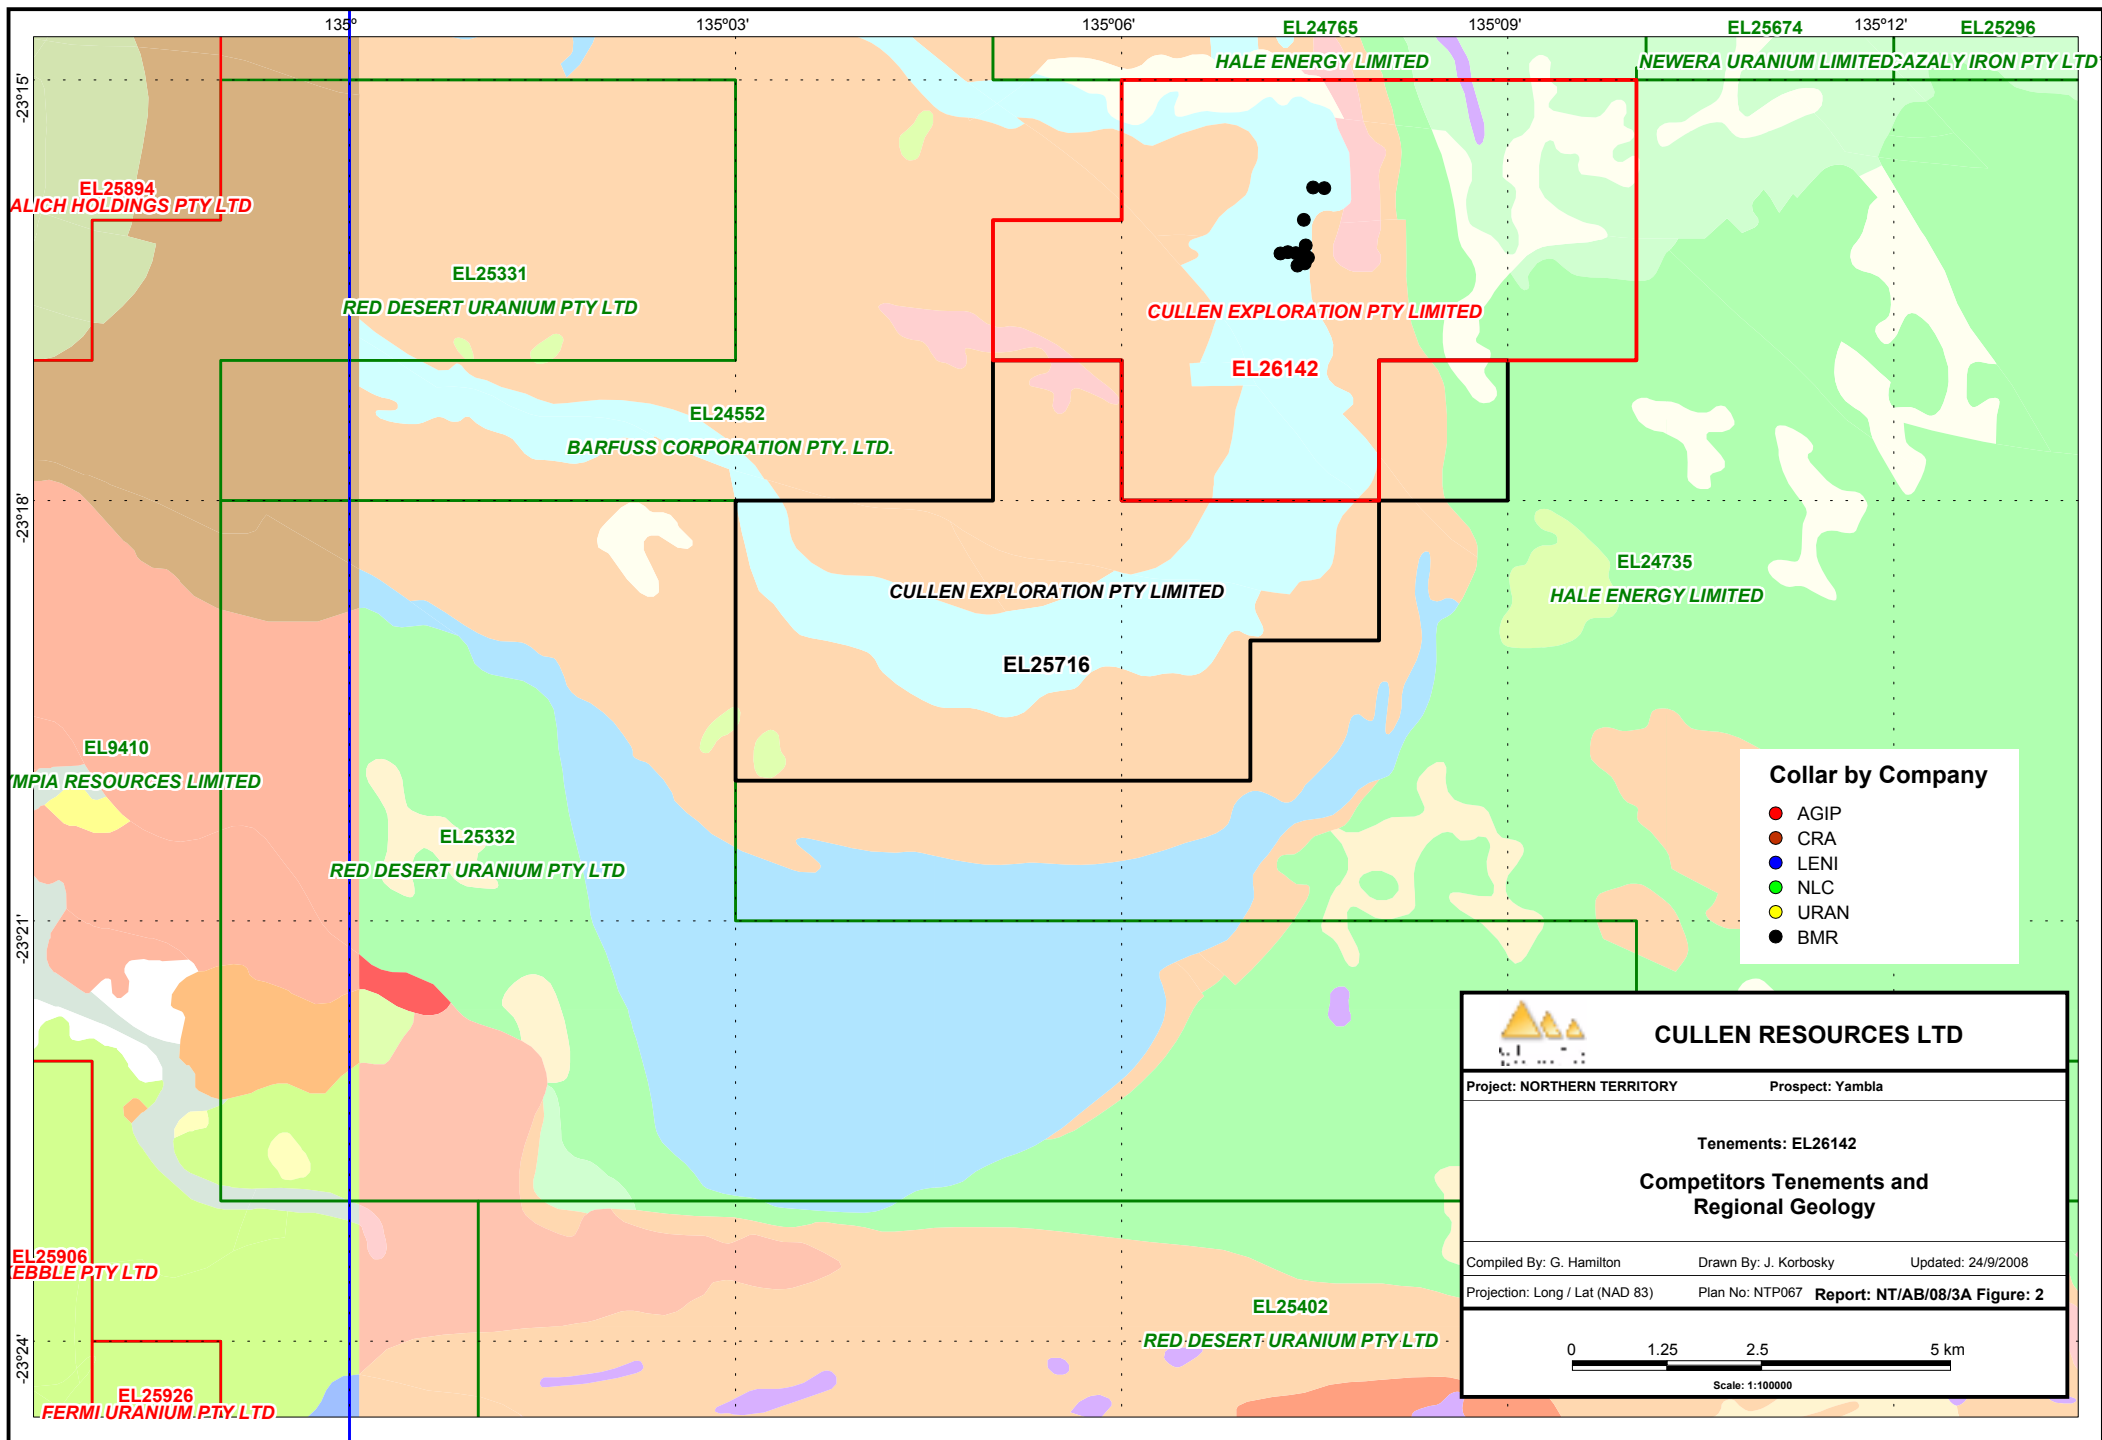 135°
135°03'
135°06'
135°09'
135°12'
EL24765
HALE ENERGY LIMITED
EL25674
NEWERA URANIUM LIMITED
EL25296
CAZALY IRON PTY LTD
-23°15'
-23°18'
-23°21'
-23°24'
EL25894
ALICH HOLDINGS PTY LTD
EL25331
RED DESERT URANIUM PTY LTD
CULLEN EXPLORATION PTY LIMITED
EL26142
EL24552
BARFUSS CORPORATION PTY. LTD.
EL24735
HALE ENERGY LIMITED
CULLEN EXPLORATION PTY LIMITED
EL25716
EL9410
YMPIA RESOURCES LIMITED
EL25332
RED DESERT URANIUM PTY LTD
Collar by Company
AGIP
CRA
LENI
NLC
URAN
BMR
EL25906
KEBBLE PTY LTD
EL25926
FERMI URANIUM PTY LTD
EL25402
RED DESERT URANIUM PTY LTD
CULLEN RESOURCES LTD
Project: NORTHERN TERRITORY Prospect: Yambla
Tenements: EL26142
Competitors Tenements and
Regional Geology
Compiled By: G. Hamilton Drawn By: J. Korbosky Updated: 24/9/2008
Projection: Long / Lat (NAD 83) Plan No: NTP067 Report: NT/AB/08/3A Figure: 2
0 1.25 2.5 5 km
Scale: 1:100000